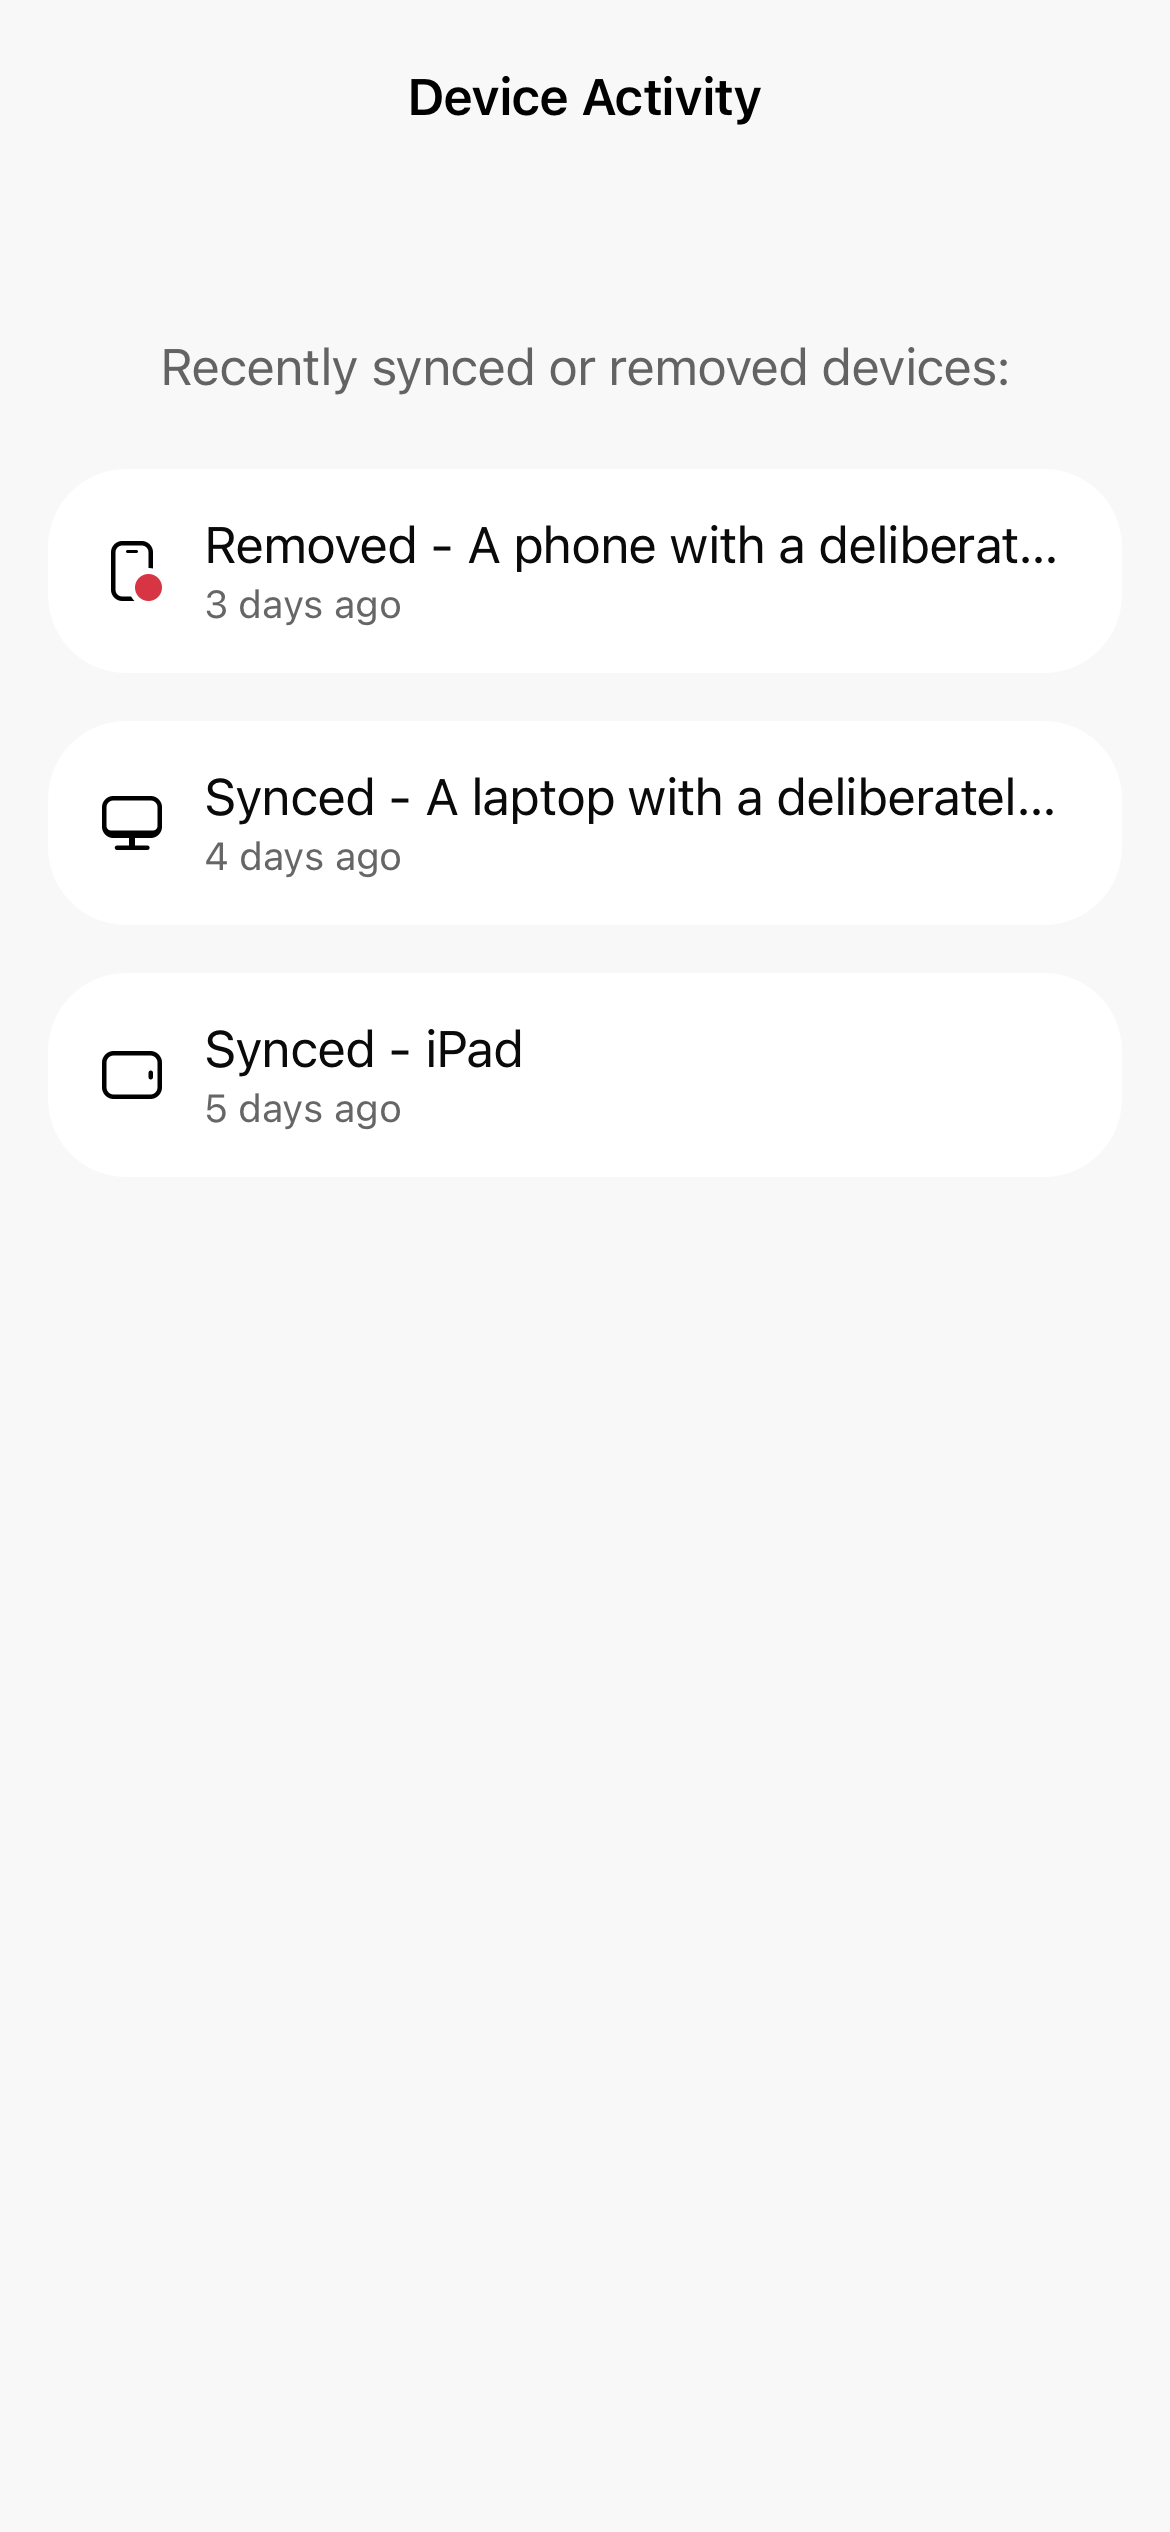 Device Activity
Recently synced or removed devices:
Removed - A phone with a deliberat...
3 days ago
Synced - A laptop with a deliberatel...
4 days ago
Synced - iPad
5 days ago